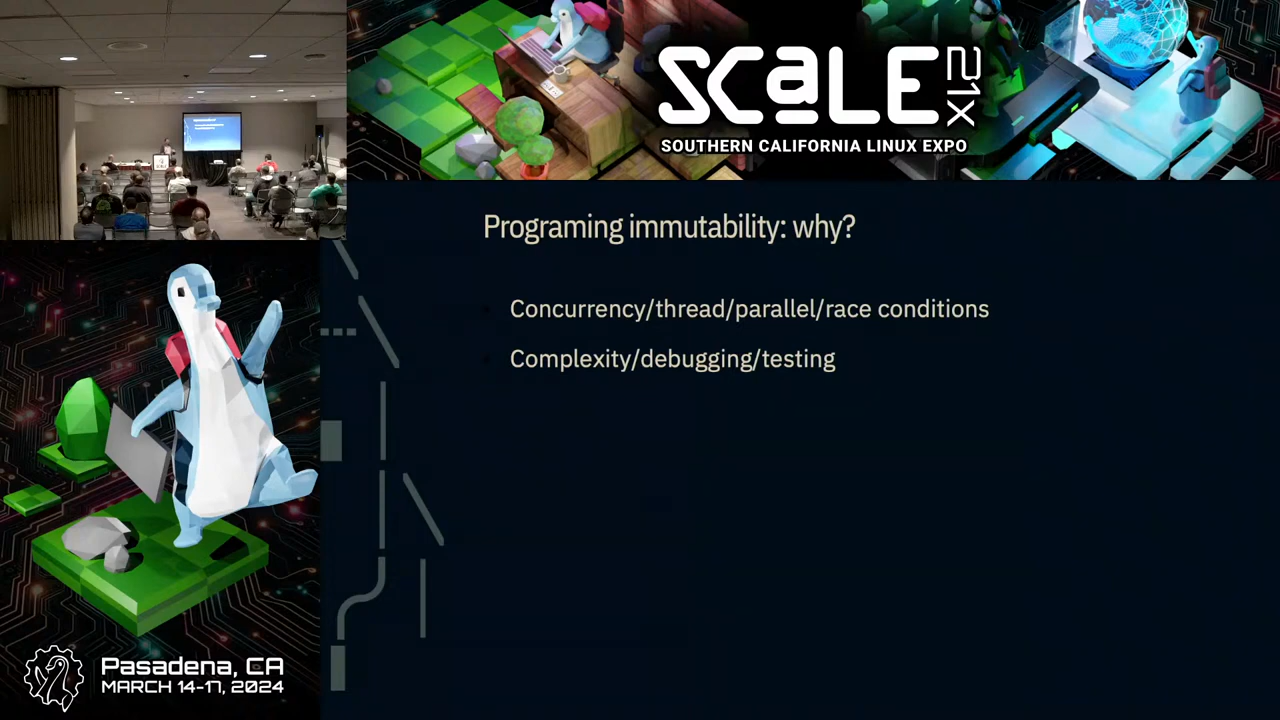 SCaLE 21X
SOUTHERN CALIFORNIA LINUX EXPO
Programing immutability: why?
Concurrency/thread/parallel/race conditions
Complexity/debugging/testing
Pasadena, CA
MARCH 14-17, 2024